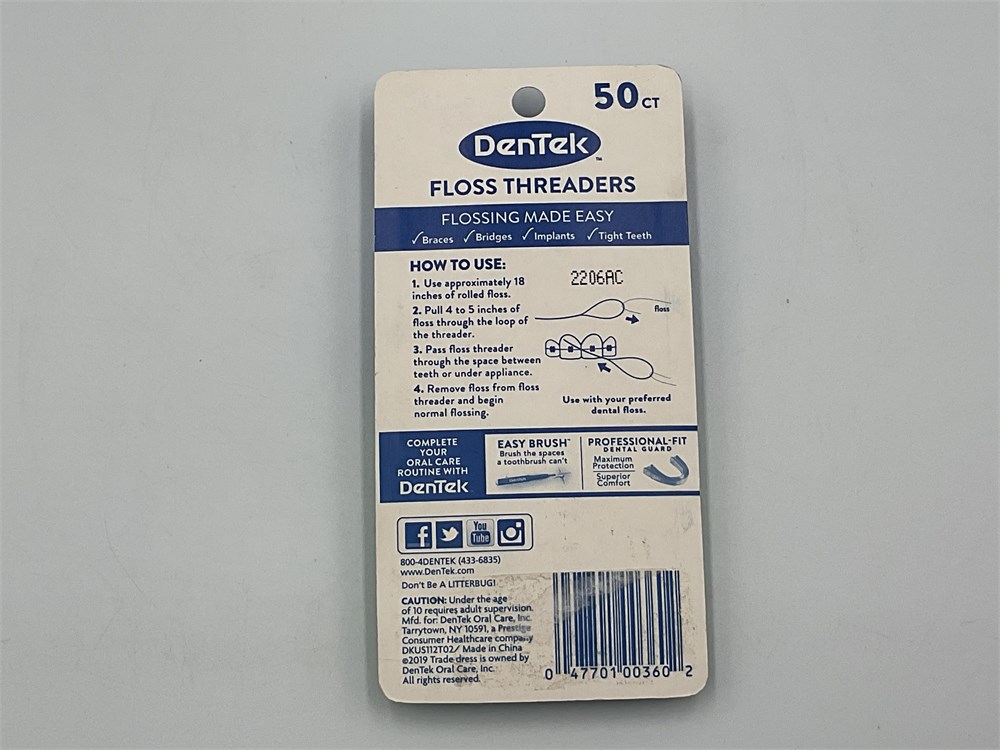 50 CT
DenTek™
FLOSS THREADERS
FLOSSING MADE EASY
✓Braces ✓Bridges ✓Implants ✓Tight Teeth
HOW TO USE:
1. Use approximately 18
inches of rolled floss.
2. Pull 4 to 5 inches of
floss through the loop of
the threader.
3. Pass floss threader
through the space between
teeth or under appliance.
4. Remove floss from floss
threader and begin
normal flossing.
2206AC
floss
Use with your preferred
dental floss.
COMPLETE
YOUR
ORAL CARE
ROUTINE WITH
DenTek
EASY BRUSH™
Brush the spaces
a toothbrush can't
DenTek
PROFESSIONAL-FIT
DENTAL GUARD
Maximum
Protection
Superior
Comfort
f
You
Tube
800-4DENTEK (433-6835)
www.DenTek.com
Don't Be A LITTERBUG!
CAUTION: Under the age
of 10 requires adult supervision.
Mfd. for: DenTek Oral Care, Inc.
Tarrytown, NY 10591, a Prestige
Consumer Healthcare company
DKUS112T02/ Made in China
©2019 Trade dress is owned by
DenTek Oral Care, Inc.
All rights reserved.
0 47701 00360 2